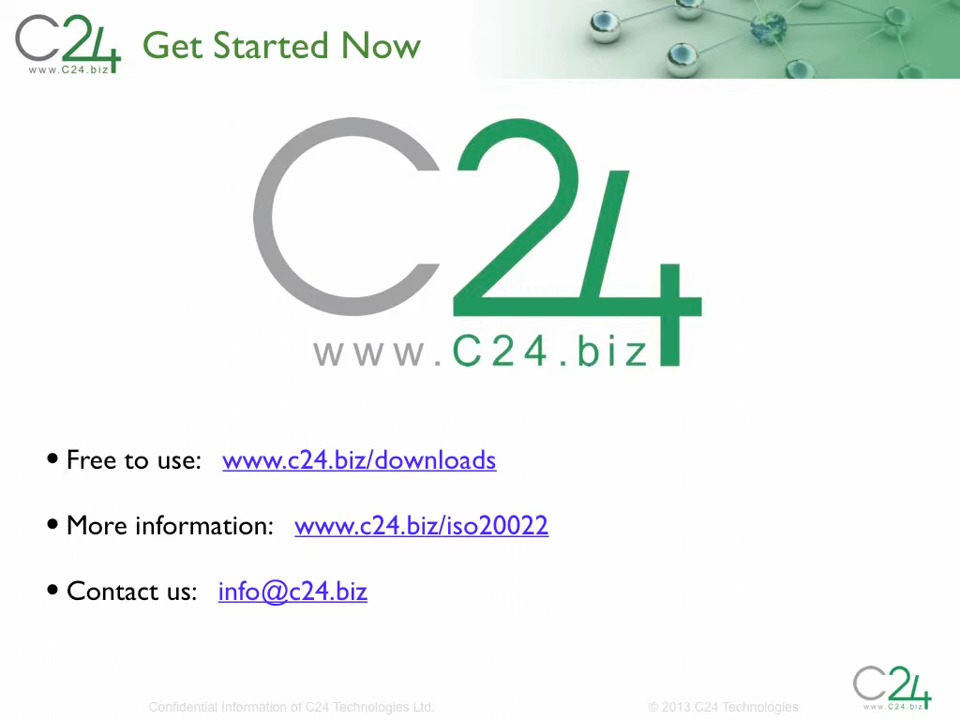 C24
www.C24.biz
Get Started Now
C24
www.C24.biz
• Free to use: www.c24.biz/downloads
• More information: www.c24.biz/iso20022
• Contact us: info@c24.biz
Confidential information of C24 Technologies Ltd.
© 2013 C24 Technologies
C24
www.C24.biz